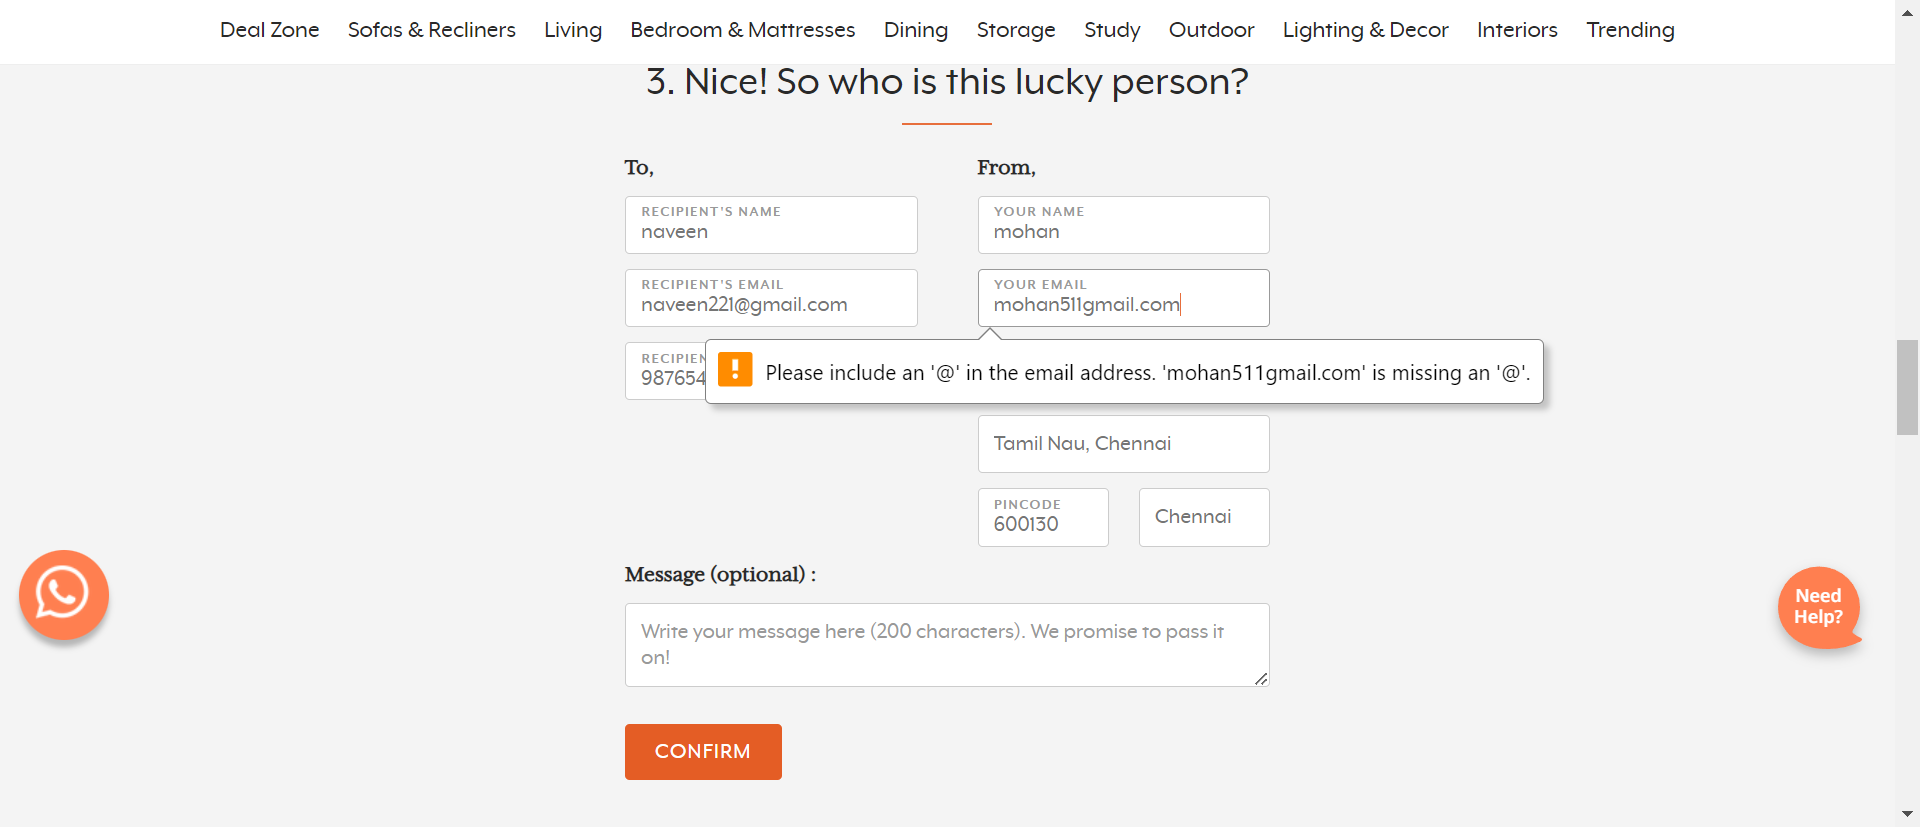 Deal Zone Sofas & Recliners Living Bedroom & Mattresses Dining Storage Study Outdoor Lighting & Decor Interiors Trending
3. Nice! So who is this lucky person?
To,
RECIPIENT'S NAME
naveen
RECIPIENT'S EMAIL
naveen221@gmail.com
987654
From,
YOUR NAME
mohan
YOUR EMAIL
mohan511gmail.com
Please include an '@' in the email address. 'mohan511gmail.com' is missing an '@'.
Tamil Nau, Chennai
PINCODE
600130
Chennai
Message (optional) :
Write your message here (200 characters). We promise to pass it
on!
CONFIRM
Need
Help?